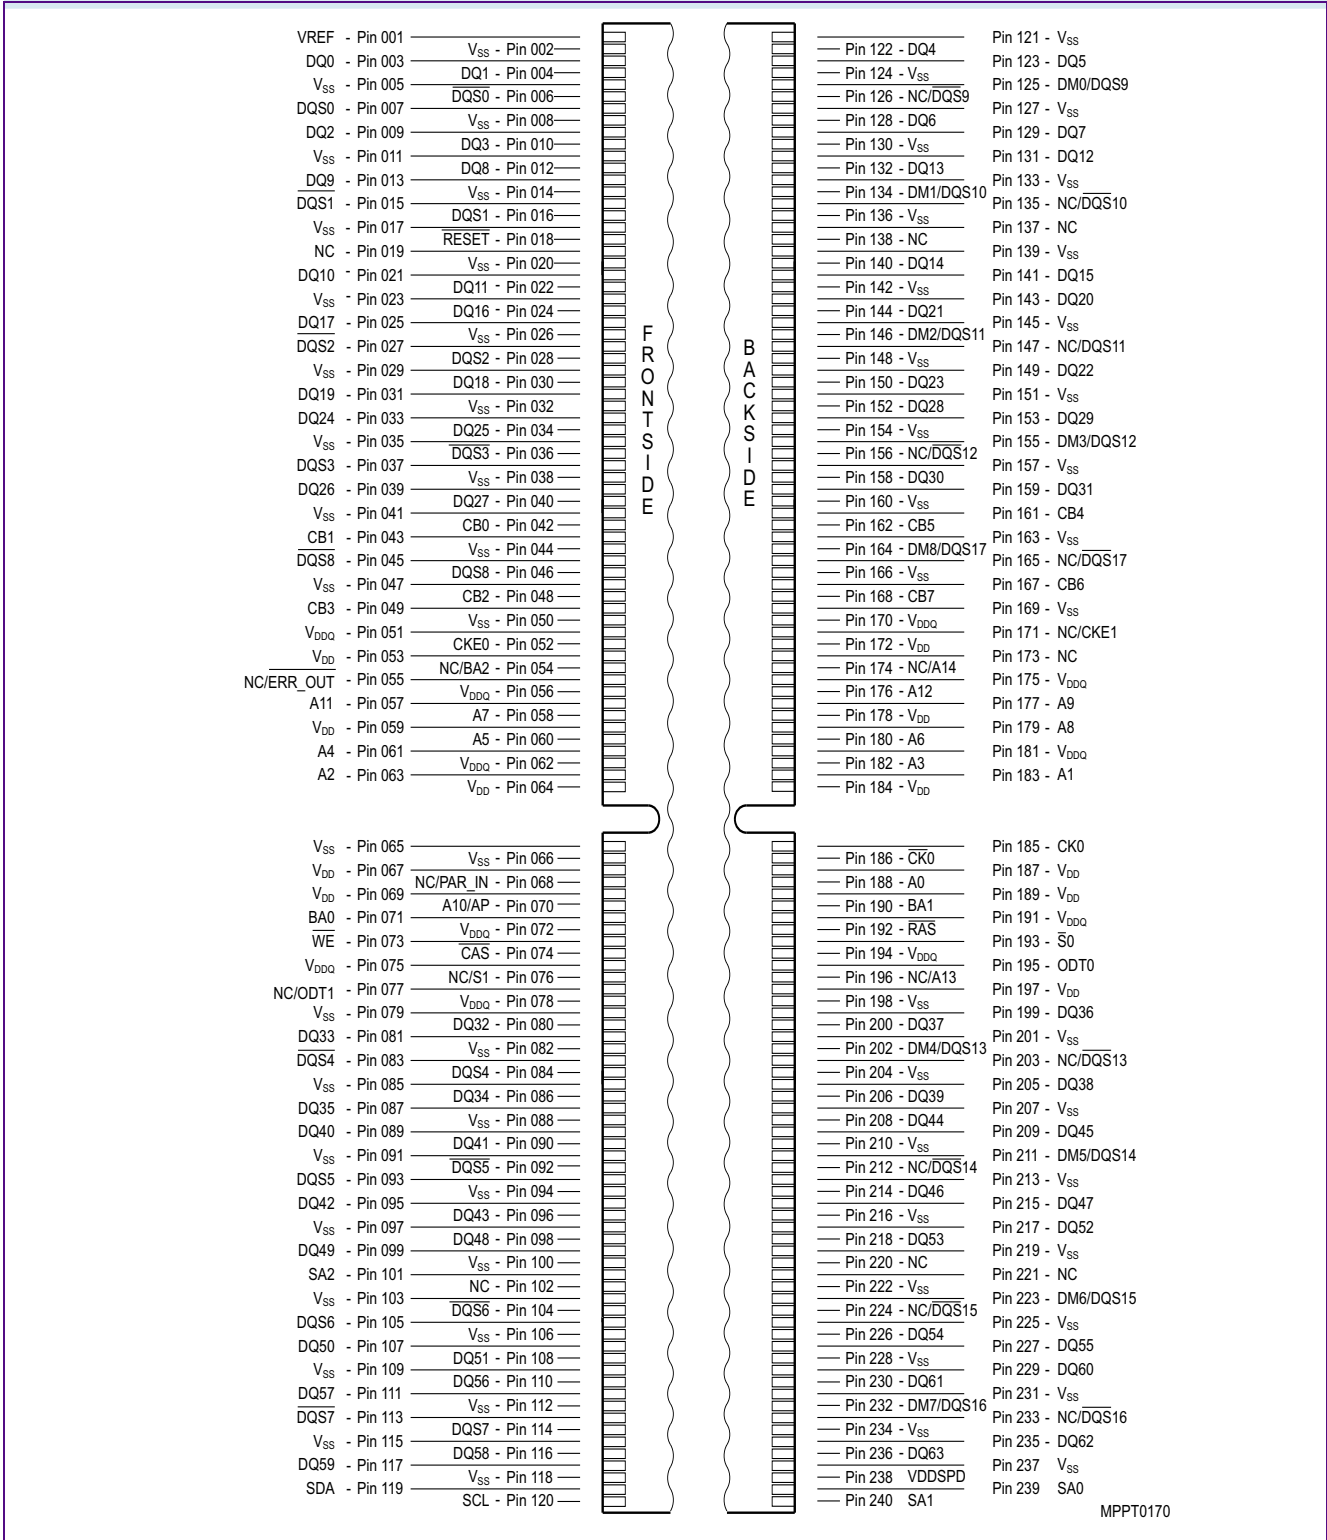 VREF - Pin 001
DQ0 - Pin 003
VSS - Pin 005
DQS0 - Pin 007
DQ2 - Pin 009
VSS - Pin 011
DQ9 - Pin 013
DQS1 - Pin 015
VSS - Pin 017
NC - Pin 019
DQ10 - Pin 021
VSS - Pin 023
DQ17 - Pin 025
DQS2 - Pin 027
VSS - Pin 029
DQ19 - Pin 031
DQ24 - Pin 033
VSS - Pin 035
DQS3 - Pin 037
DQ26 - Pin 039
VSS - Pin 041
CB1 - Pin 043
DQS8 - Pin 045
VSS - Pin 047
CB3 - Pin 049
VDDQ - Pin 051
VDD - Pin 053
NC/ERR_OUT - Pin 055
A11 - Pin 057
VDD - Pin 059
A4 - Pin 061
A2 - Pin 063
VSS - Pin 065
VDD - Pin 067
VDD - Pin 069
BA0 - Pin 071
WE - Pin 073
VDDQ - Pin 075
NC/ODT1 - Pin 077
VSS - Pin 079
DQ33 - Pin 081
DQS4 - Pin 083
VSS - Pin 085
DQ35 - Pin 087
DQ40 - Pin 089
VSS - Pin 091
DQS5 - Pin 093
DQ42 - Pin 095
VSS - Pin 097
DQ49 - Pin 099
SA2 - Pin 101
VSS - Pin 103
DQS6 - Pin 105
DQ50 - Pin 107
VSS - Pin 109
DQ57 - Pin 111
DQS7 - Pin 113
VSS - Pin 115
DQ59 - Pin 117
SDA - Pin 119
VSS - Pin 002
DQ1 - Pin 004
DQS0 - Pin 006
VSS - Pin 008
DQ3 - Pin 010
DQ8 - Pin 012
VSS - Pin 014
DQS1 - Pin 016
RESET - Pin 018
VSS - Pin 020
DQ11 - Pin 022
DQ16 - Pin 024
VSS - Pin 026
DQS2 - Pin 028
DQ18 - Pin 030
VSS - Pin 032
DQ25 - Pin 034
DQS3 - Pin 036
VSS - Pin 038
DQ27 - Pin 040
CB0 - Pin 042
VSS - Pin 044
DQS8 - Pin 046
CB2 - Pin 048
VSS - Pin 050
CKE0 - Pin 052
NC/BA2 - Pin 054
VDDQ - Pin 056
A7 - Pin 058
A5 - Pin 060
VDDQ - Pin 062
VDD - Pin 064
VSS - Pin 066
NC/PAR_IN - Pin 068
A10/AP - Pin 070
VDDQ - Pin 072
CAS - Pin 074
NC/S1 - Pin 076
VDDQ - Pin 078
DQ32 - Pin 080
VSS - Pin 082
DQS4 - Pin 084
DQ34 - Pin 086
VSS - Pin 088
DQ41 - Pin 090
DQS5 - Pin 092
VSS - Pin 094
DQ43 - Pin 096
DQ48 - Pin 098
VSS - Pin 100
NC - Pin 102
DQS6 - Pin 104
VSS - Pin 106
DQ51 - Pin 108
DQ56 - Pin 110
VSS - Pin 112
DQS7 - Pin 114
DQ58 - Pin 116
VSS - Pin 118
SCL - Pin 120
FRONTSIDE
BACKSIDE
Pin 122 - DQ4
Pin 124 - VSS
Pin 126 - NC/DQS9
Pin 128 - DQ6
Pin 130 - VSS
Pin 132 - DQ13
Pin 134 - DM1/DQS10
Pin 136 - VSS
Pin 138 - NC
Pin 140 - DQ14
Pin 142 - VSS
Pin 144 - DQ21
Pin 146 - DM2/DQS11
Pin 148 - VSS
Pin 150 - DQ23
Pin 152 - DQ28
Pin 154 - VSS
Pin 156 - NC/DQS12
Pin 158 - DQ30
Pin 160 - VSS
Pin 162 - CB5
Pin 164 - DM8/DQS17
Pin 166 - VSS
Pin 168 - CB7
Pin 170 - VDDQ
Pin 172 - VDD
Pin 174 - NC/A14
Pin 176 - A12
Pin 178 - VDD
Pin 180 - A6
Pin 182 - A3
Pin 184 - VDD
Pin 186 - CK0
Pin 188 - A0
Pin 190 - BA1
Pin 192 - RAS
Pin 194 - VDDQ
Pin 196 - NC/A13
Pin 198 - VSS
Pin 200 - DQ37
Pin 202 - DM4/DQS13
Pin 204 - VSS
Pin 206 - DQ39
Pin 208 - DQ44
Pin 210 - VSS
Pin 212 - NC/DQS14
Pin 214 - DQ46
Pin 216 - VSS
Pin 218 - DQ53
Pin 220 - NC
Pin 222 - VSS
Pin 224 - NC/DQS15
Pin 226 - DQ54
Pin 228 - VSS
Pin 230 - DQ61
Pin 232 - DM7/DQS16
Pin 234 - VSS
Pin 236 - DQ63
Pin 238 VDDSPD
Pin 240 SA1
Pin 121 - VSS
Pin 123 - DQ5
Pin 125 - DM0/DQS9
Pin 127 - VSS
Pin 129 - DQ7
Pin 131 - DQ12
Pin 133 - VSS
Pin 135 - NC/DQS10
Pin 137 - NC
Pin 139 - VSS
Pin 141 - DQ15
Pin 143 - DQ20
Pin 145 - VSS
Pin 147 - NC/DQS11
Pin 149 - DQ22
Pin 151 - VSS
Pin 153 - DQ29
Pin 155 - DM3/DQS12
Pin 157 - VSS
Pin 159 - DQ31
Pin 161 - CB4
Pin 163 - VSS
Pin 165 - NC/DQS17
Pin 167 - CB6
Pin 169 - VSS
Pin 171 - NC/CKE1
Pin 173 - NC
Pin 175 - VDDQ
Pin 177 - A9
Pin 179 - A8
Pin 181 - VDDQ
Pin 183 - A1
Pin 185 - CK0
Pin 187 - VDD
Pin 189 - VDD
Pin 191 - VDDQ
Pin 193 - S0
Pin 195 - ODT0
Pin 197 - VDD
Pin 199 - DQ36
Pin 201 - VSS
Pin 203 - NC/DQS13
Pin 205 - DQ38
Pin 207 - VSS
Pin 209 - DQ45
Pin 211 - DM5/DQS14
Pin 213 - VSS
Pin 215 - DQ47
Pin 217 - DQ52
Pin 219 - VSS
Pin 221 - NC
Pin 223 - DM6/DQS15
Pin 225 - VSS
Pin 227 - DQ55
Pin 229 - DQ60
Pin 231 - VSS
Pin 233 - NC/DQS16
Pin 235 - DQ62
Pin 237 VSS
Pin 239 SA0
MPPT0170